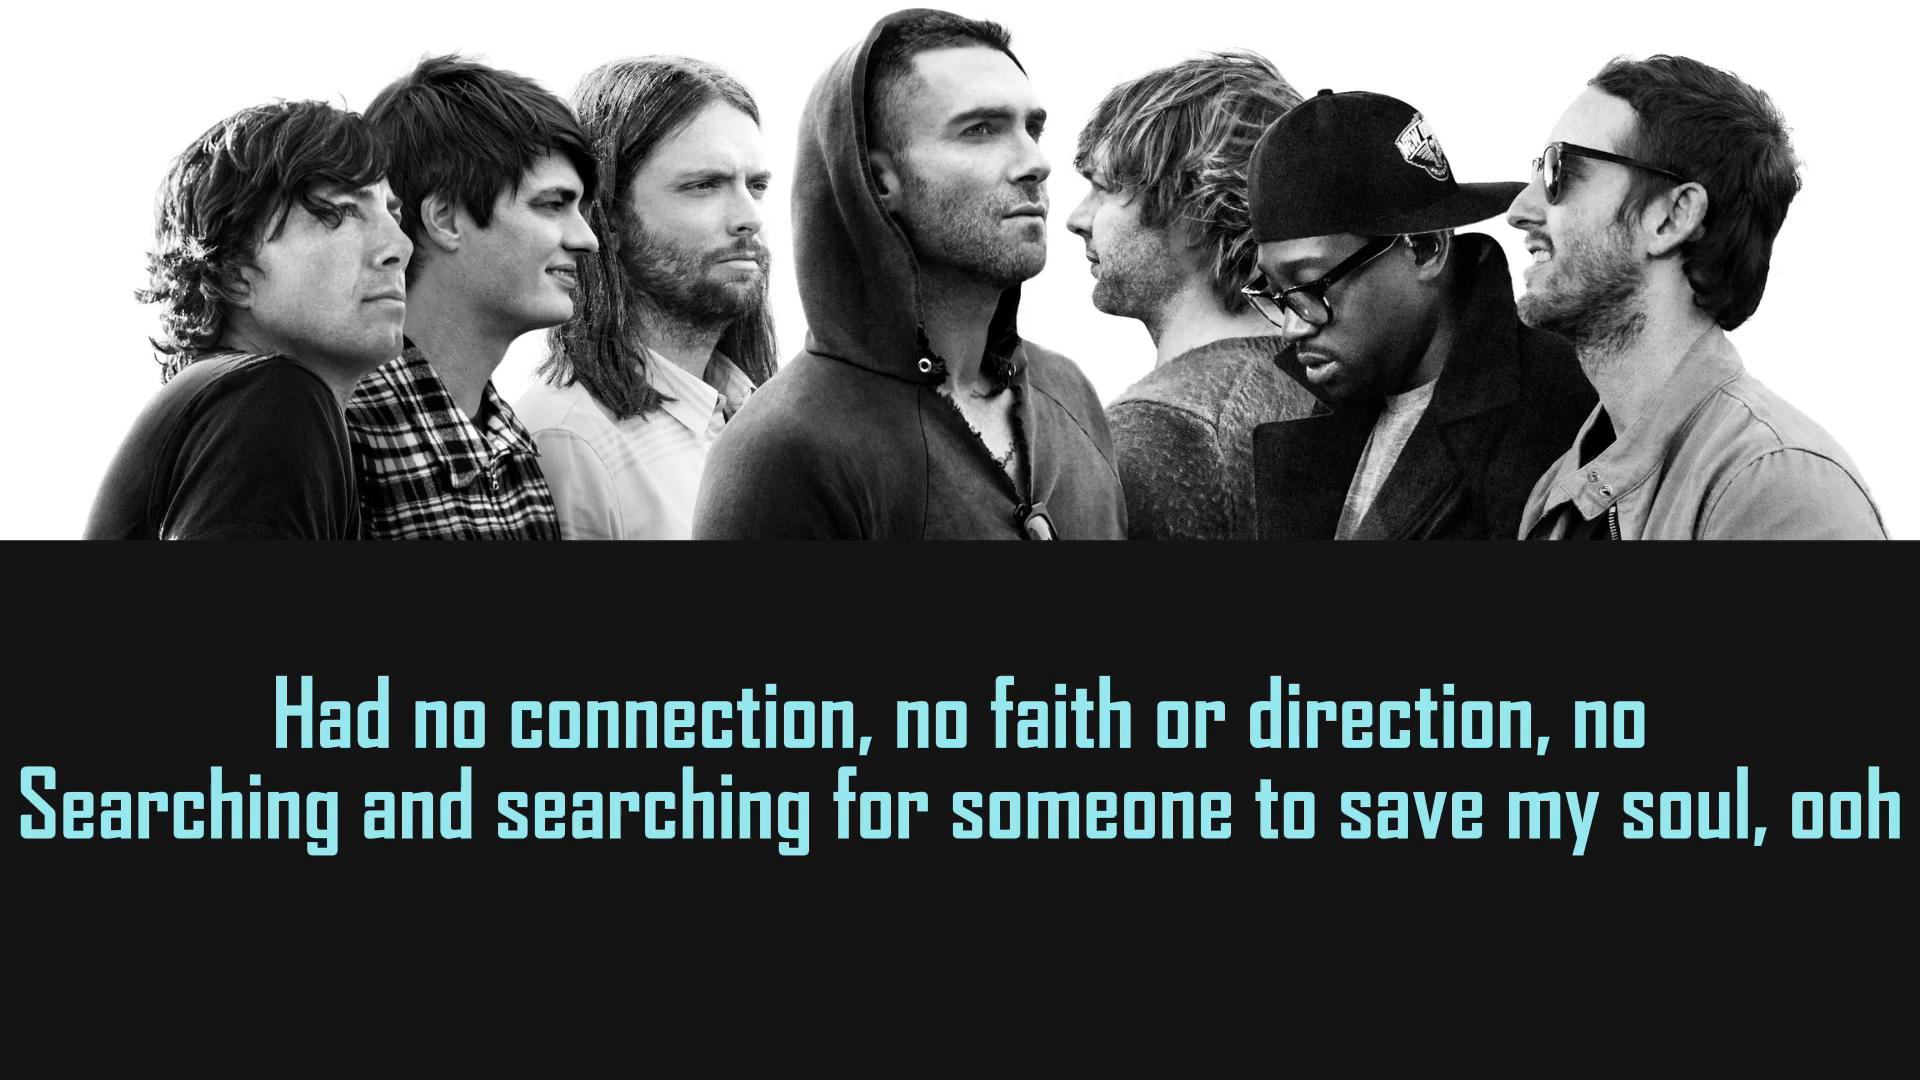 Had no connection, no faith or direction, no
Searching and searching for someone to save my soul, ooh